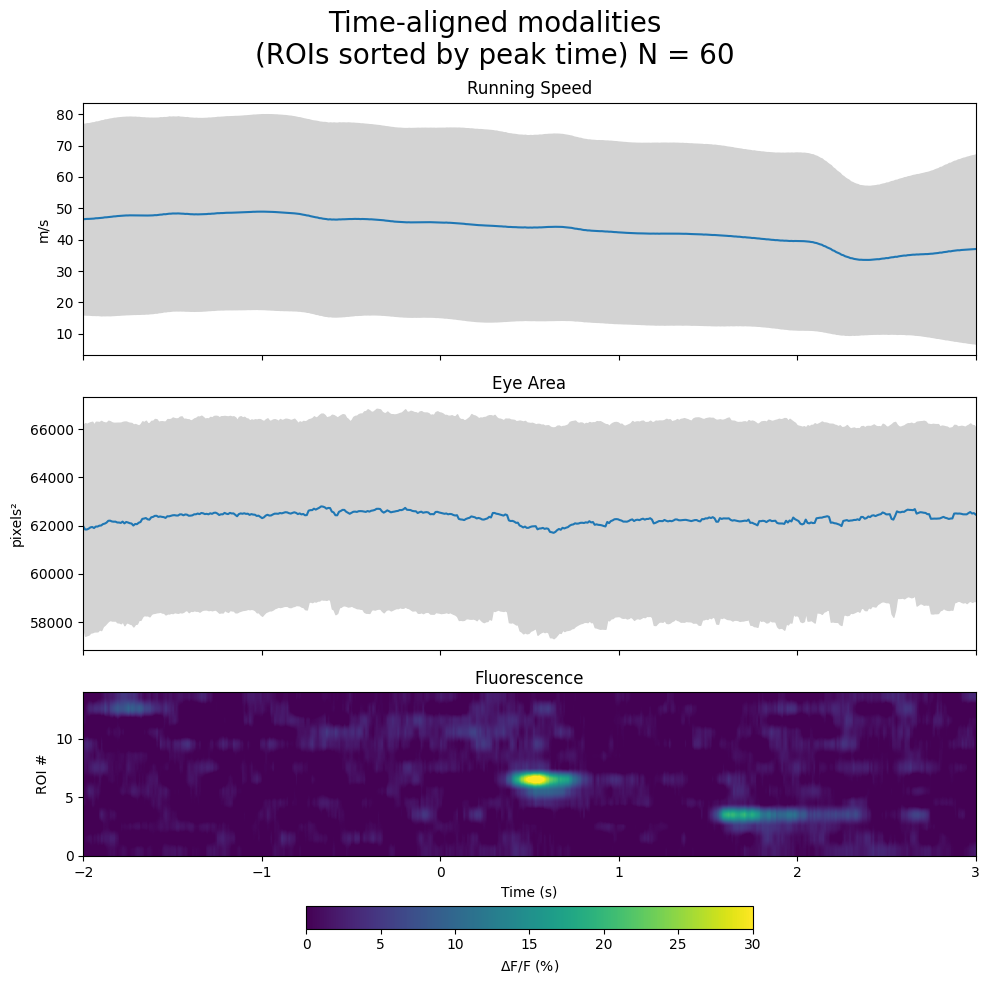 Time-aligned modalities
(ROIs sorted by peak time) N = 60
Running Speed
80
70
60
50
40
30
20
10
m/s
Eye Area
66000
64000
62000
60000
58000
pixels²
Fluorescence
10
5
0
ROI #
−2 −1 0 1 2 3
Time (s)
0 5 10 15 20 25 30
ΔF/F (%)